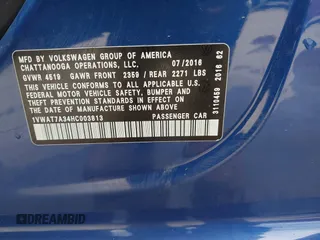 MFD BY VOLKSWAGEN GROUP OF AMERICA
CHATTANOOGA OPERATIONS, LLC. 07/2016
GVWR 4519 GAWR FRONT 2359 / REAR 2271 LBS
THIS VEHICLE CONFORMS TO ALL APPLICABLE U.S.
FEDERAL MOTOR VEHICLE SAFETY, BUMPER AND
THEFT PREVENTION STANDARDS IN EFFECT ON THE
DATE OF MANUFACTURE SHOWN ABOVE
1VWAT7A34HC003813 PASSENGER CAR
3110459 2016 62
© DREAMBID